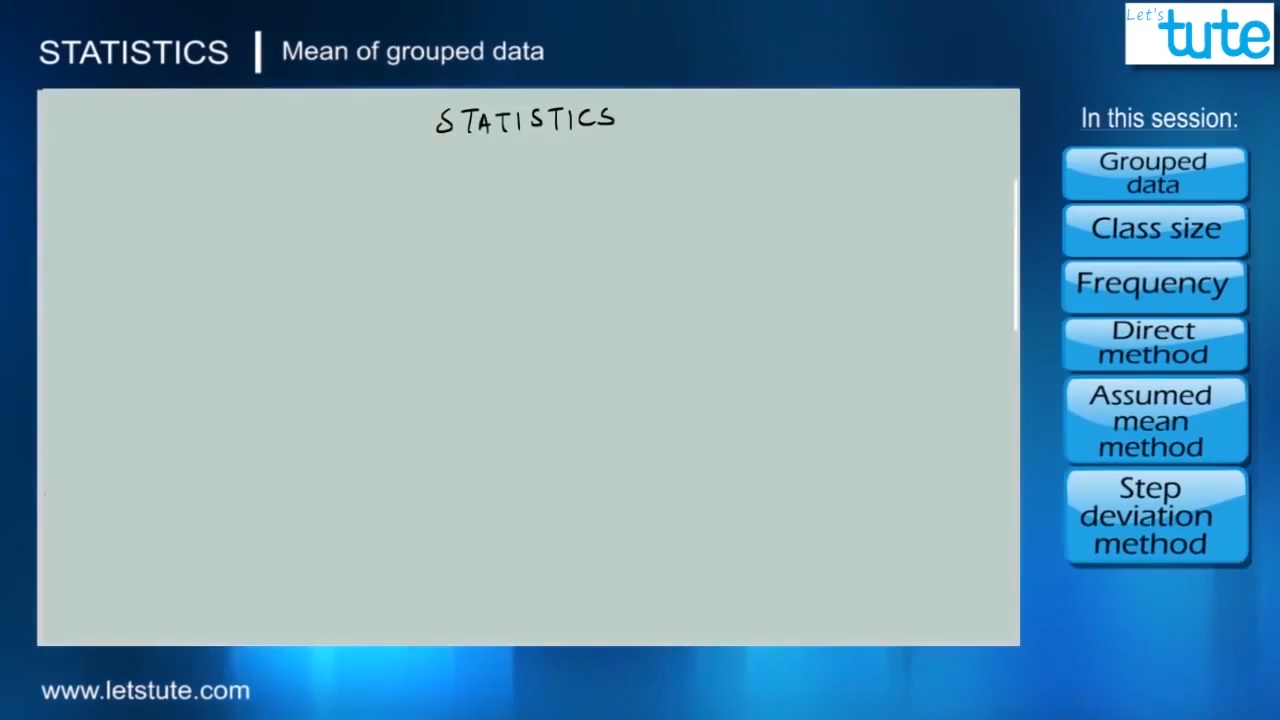 Let's
tute
STATISTICS | Mean of grouped data
STATISTICS
In this session:
Grouped
data
Class size
Frequency
Direct
method
Assumed
mean
method
Step
deviation
method
www.letstute.com